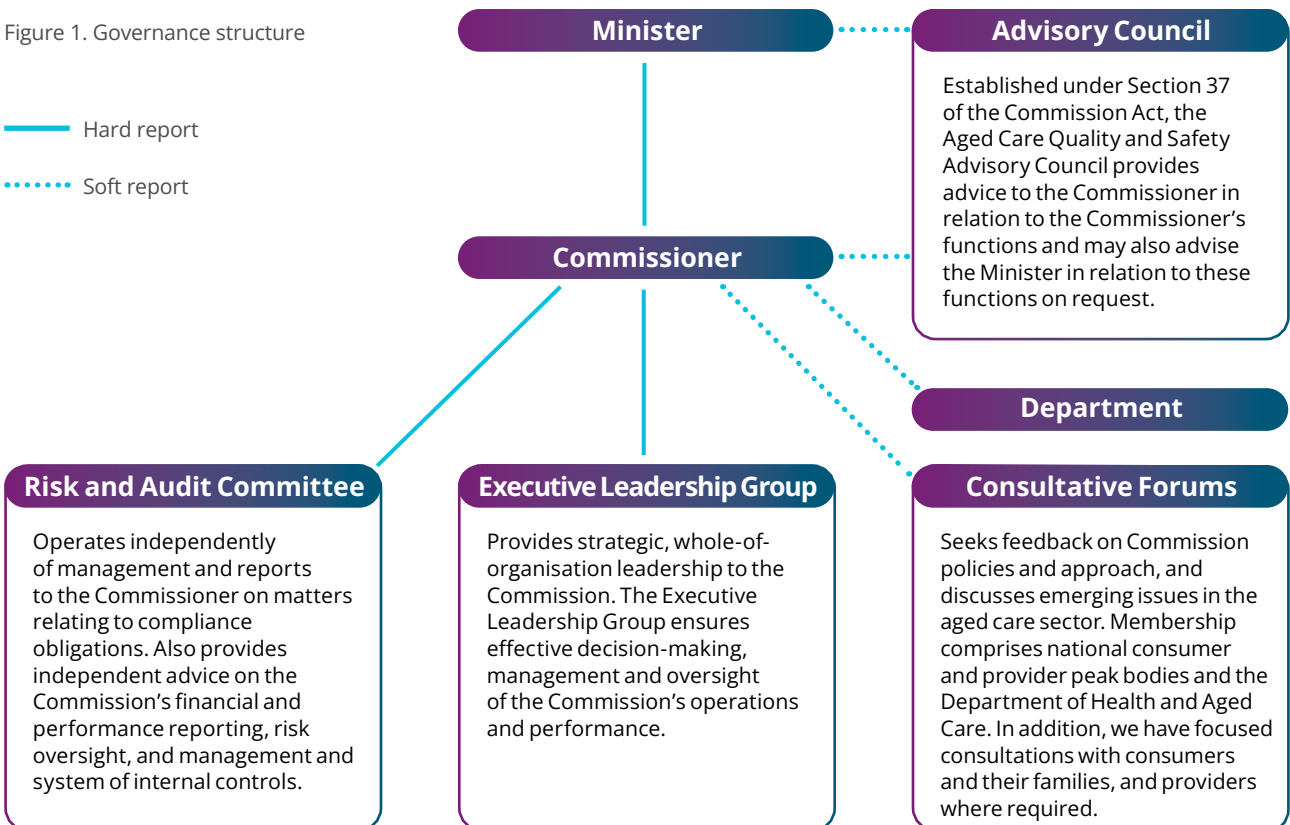 Figure 1. Governance structure
Hard report
Soft report
Minister
Advisory Council
Established under Section 37
of the Commission Act, the
Aged Care Quality and Safety
Advisory Council provides
advice to the Commissioner in
relation to the Commissioner’s
functions and may also advise
the Minister in relation to these
functions on request.
Commissioner
Department
Risk and Audit Committee
Operates independently
of management and reports
to the Commissioner on matters
relating to compliance
obligations. Also provides
independent advice on the
Commission’s financial and
performance reporting, risk
oversight, and management and
system of internal controls.
Executive Leadership Group
Provides strategic, whole-of-
organisation leadership to the
Commission. The Executive
Leadership Group ensures
effective decision-making,
management and oversight
of the Commission’s operations
and performance.
Consultative Forums
Seeks feedback on Commission
policies and approach, and
discusses emerging issues in the
aged care sector. Membership
comprises national consumer
and provider peak bodies and the
Department of Health and Aged
Care. In addition, we have focused
consultations with consumers
and their families, and providers
where required.